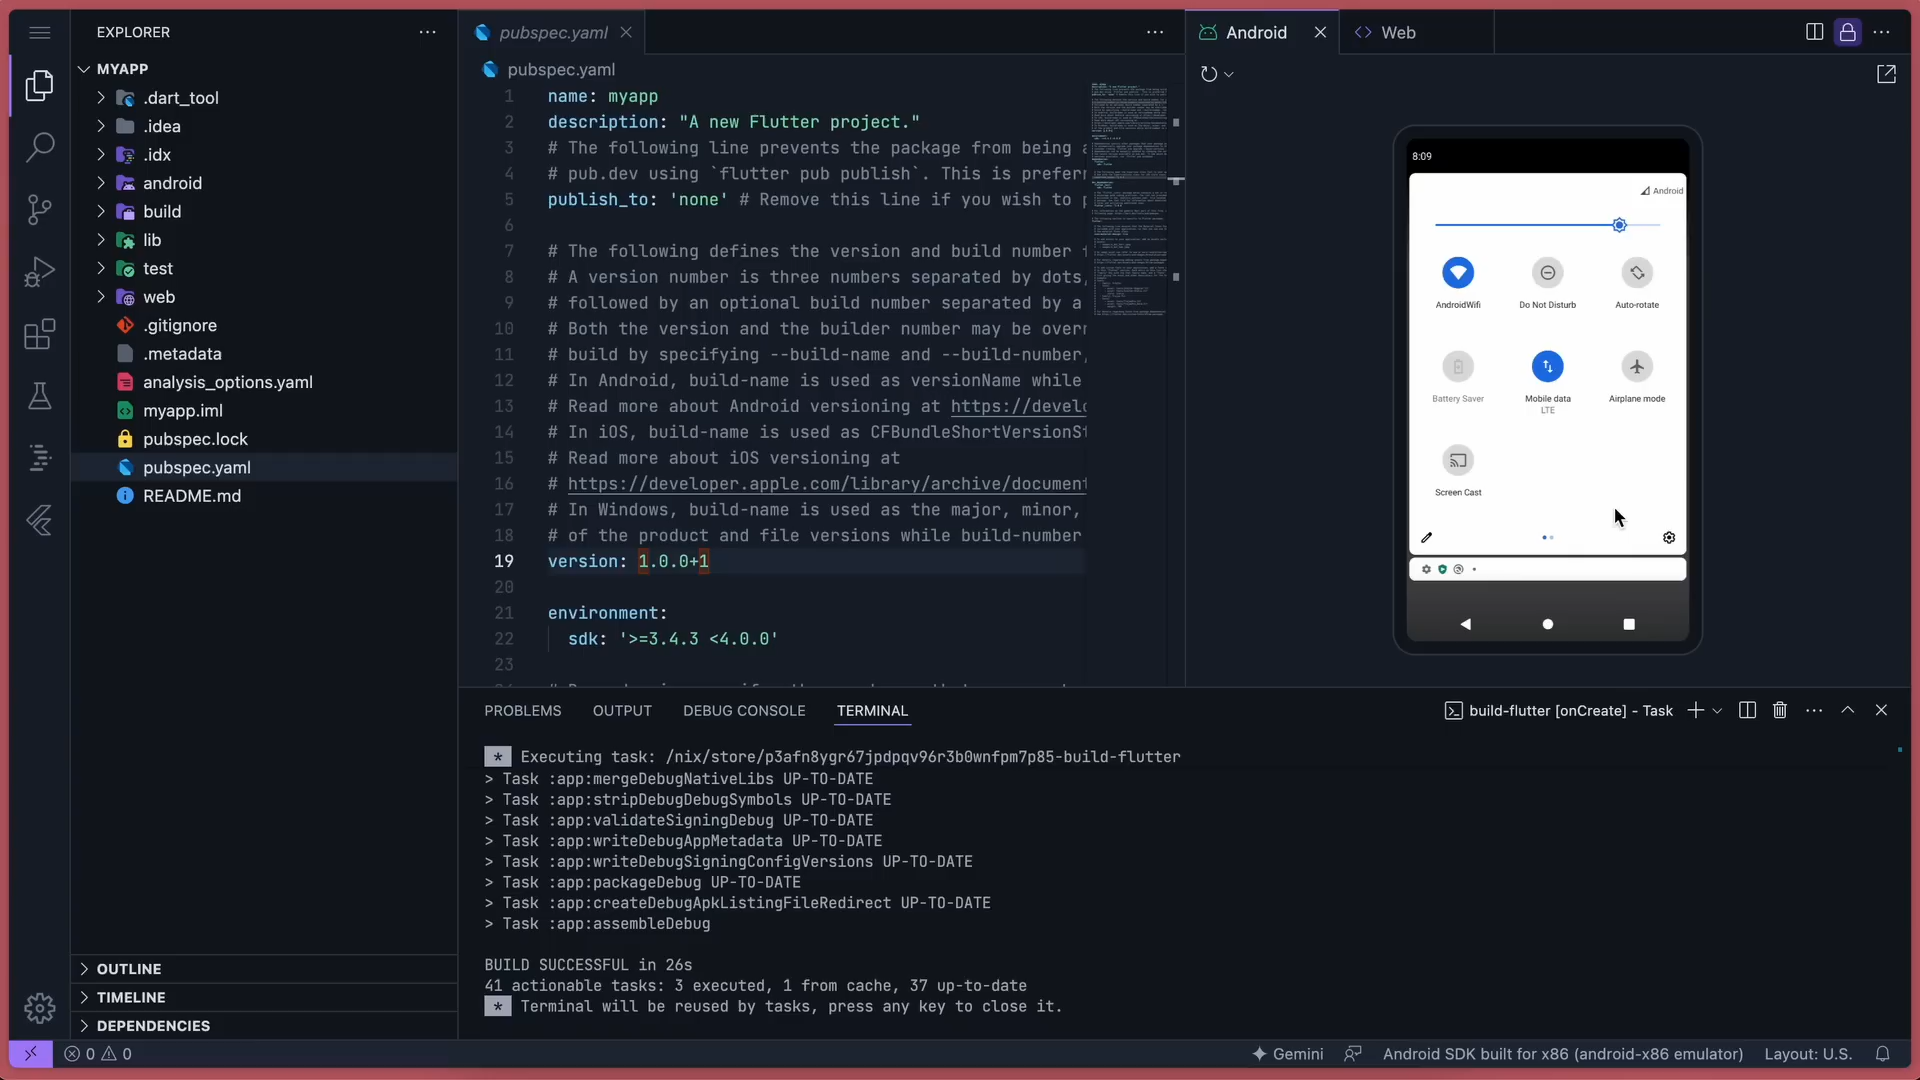 EXPLORER
MYAPP
.dart_tool
.idea
.idx
android
build
lib
test
web
.gitignore
.metadata
analysis_options.yaml
myapp.iml
pubspec.lock
pubspec.yaml
README.md
OUTLINE
TIMELINE
DEPENDENCIES
pubspec.yaml
pubspec.yaml
1 name: myapp
2 description: "A new Flutter project."
3 # The following line prevents the package from being a
4 # pub.dev using `flutter pub publish`. This is preferr
5 publish_to: 'none' # Remove this line if you wish to p
6
7 # The following defines the version and build number f
8 # A version number is three numbers separated by dots,
9 # followed by an optional build number separated by a
10 # Both the version and the builder number may be overr
11 # build by specifying --build-name and --build-number,
12 # In Android, build-name is used as versionName while
13 # Read more about Android versioning at https://develo
14 # In iOS, build-name is used as CFBundleShortVersionSt
15 # Read more about iOS versioning at
16 # https://developer.apple.com/library/archive/document
17 # In Windows, build-name is used as the major, minor,
18 # of the product and file versions while build-number
19 version: 1.0.0+1
20
21 environment:
22 sdk: '>=3.4.3 <4.0.0'
23
Android
Web
8:09
Android
AndroidWifi
Do Not Disturb
Auto-rotate
Battery Saver
Mobile data
LTE
Airplane mode
Screen Cast
PROBLEMS OUTPUT DEBUG CONSOLE TERMINAL
build-flutter [onCreate] - Task
* Executing task: /nix/store/p3afn8ygr67jpdpqv96r3b0wnfpm7p85-build-flutter
> Task :app:mergeDebugNativeLibs UP-TO-DATE
> Task :app:stripDebugDebugSymbols UP-TO-DATE
> Task :app:validateSigningDebug UP-TO-DATE
> Task :app:writeDebugAppMetadata UP-TO-DATE
> Task :app:writeDebugSigningConfigVersions UP-TO-DATE
> Task :app:packageDebug UP-TO-DATE
> Task :app:createDebugApkListingFileRedirect UP-TO-DATE
> Task :app:assembleDebug
BUILD SUCCESSFUL in 26s
41 actionable tasks: 3 executed, 1 from cache, 37 up-to-date
* Terminal will be reused by tasks, press any key to close it.
0 0
Gemini
Android SDK built for x86 (android-x86 emulator)
Layout: U.S.